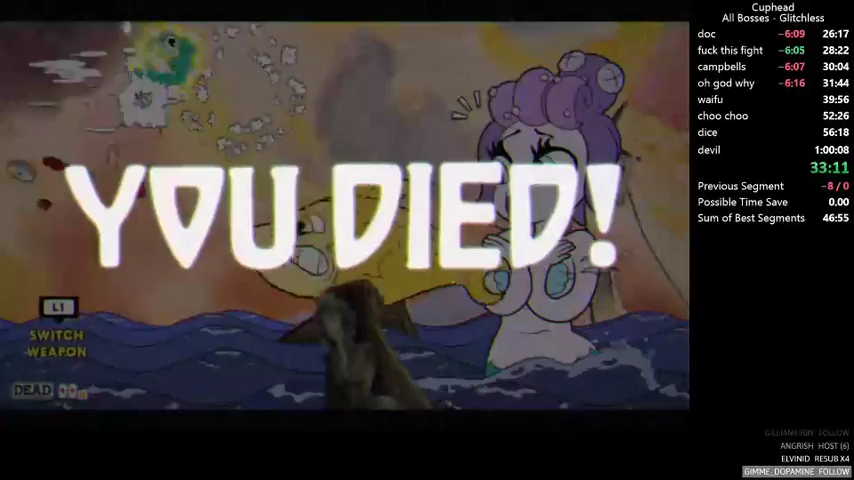 YOU DIED!
L1
SWITCH
-WEAPON
DEAD
Cuphead
All Bosses - Glitchless
doc -6:09 26:17
fuck this fight -6:05 28:22
campbells -6:07 30:04
oh god why -6:16 31:44
waifu 39:56
choo choo 52:26
dice 56:18
devil 1:00:08
33:11
Previous Segment -8 / 0
Possible Time Save 0.00
Sum of Best Segments 46:55
ANGRISH HOST (6)
ELVINID RESUB X4
GIMME_DOPAMINE FOLLOW